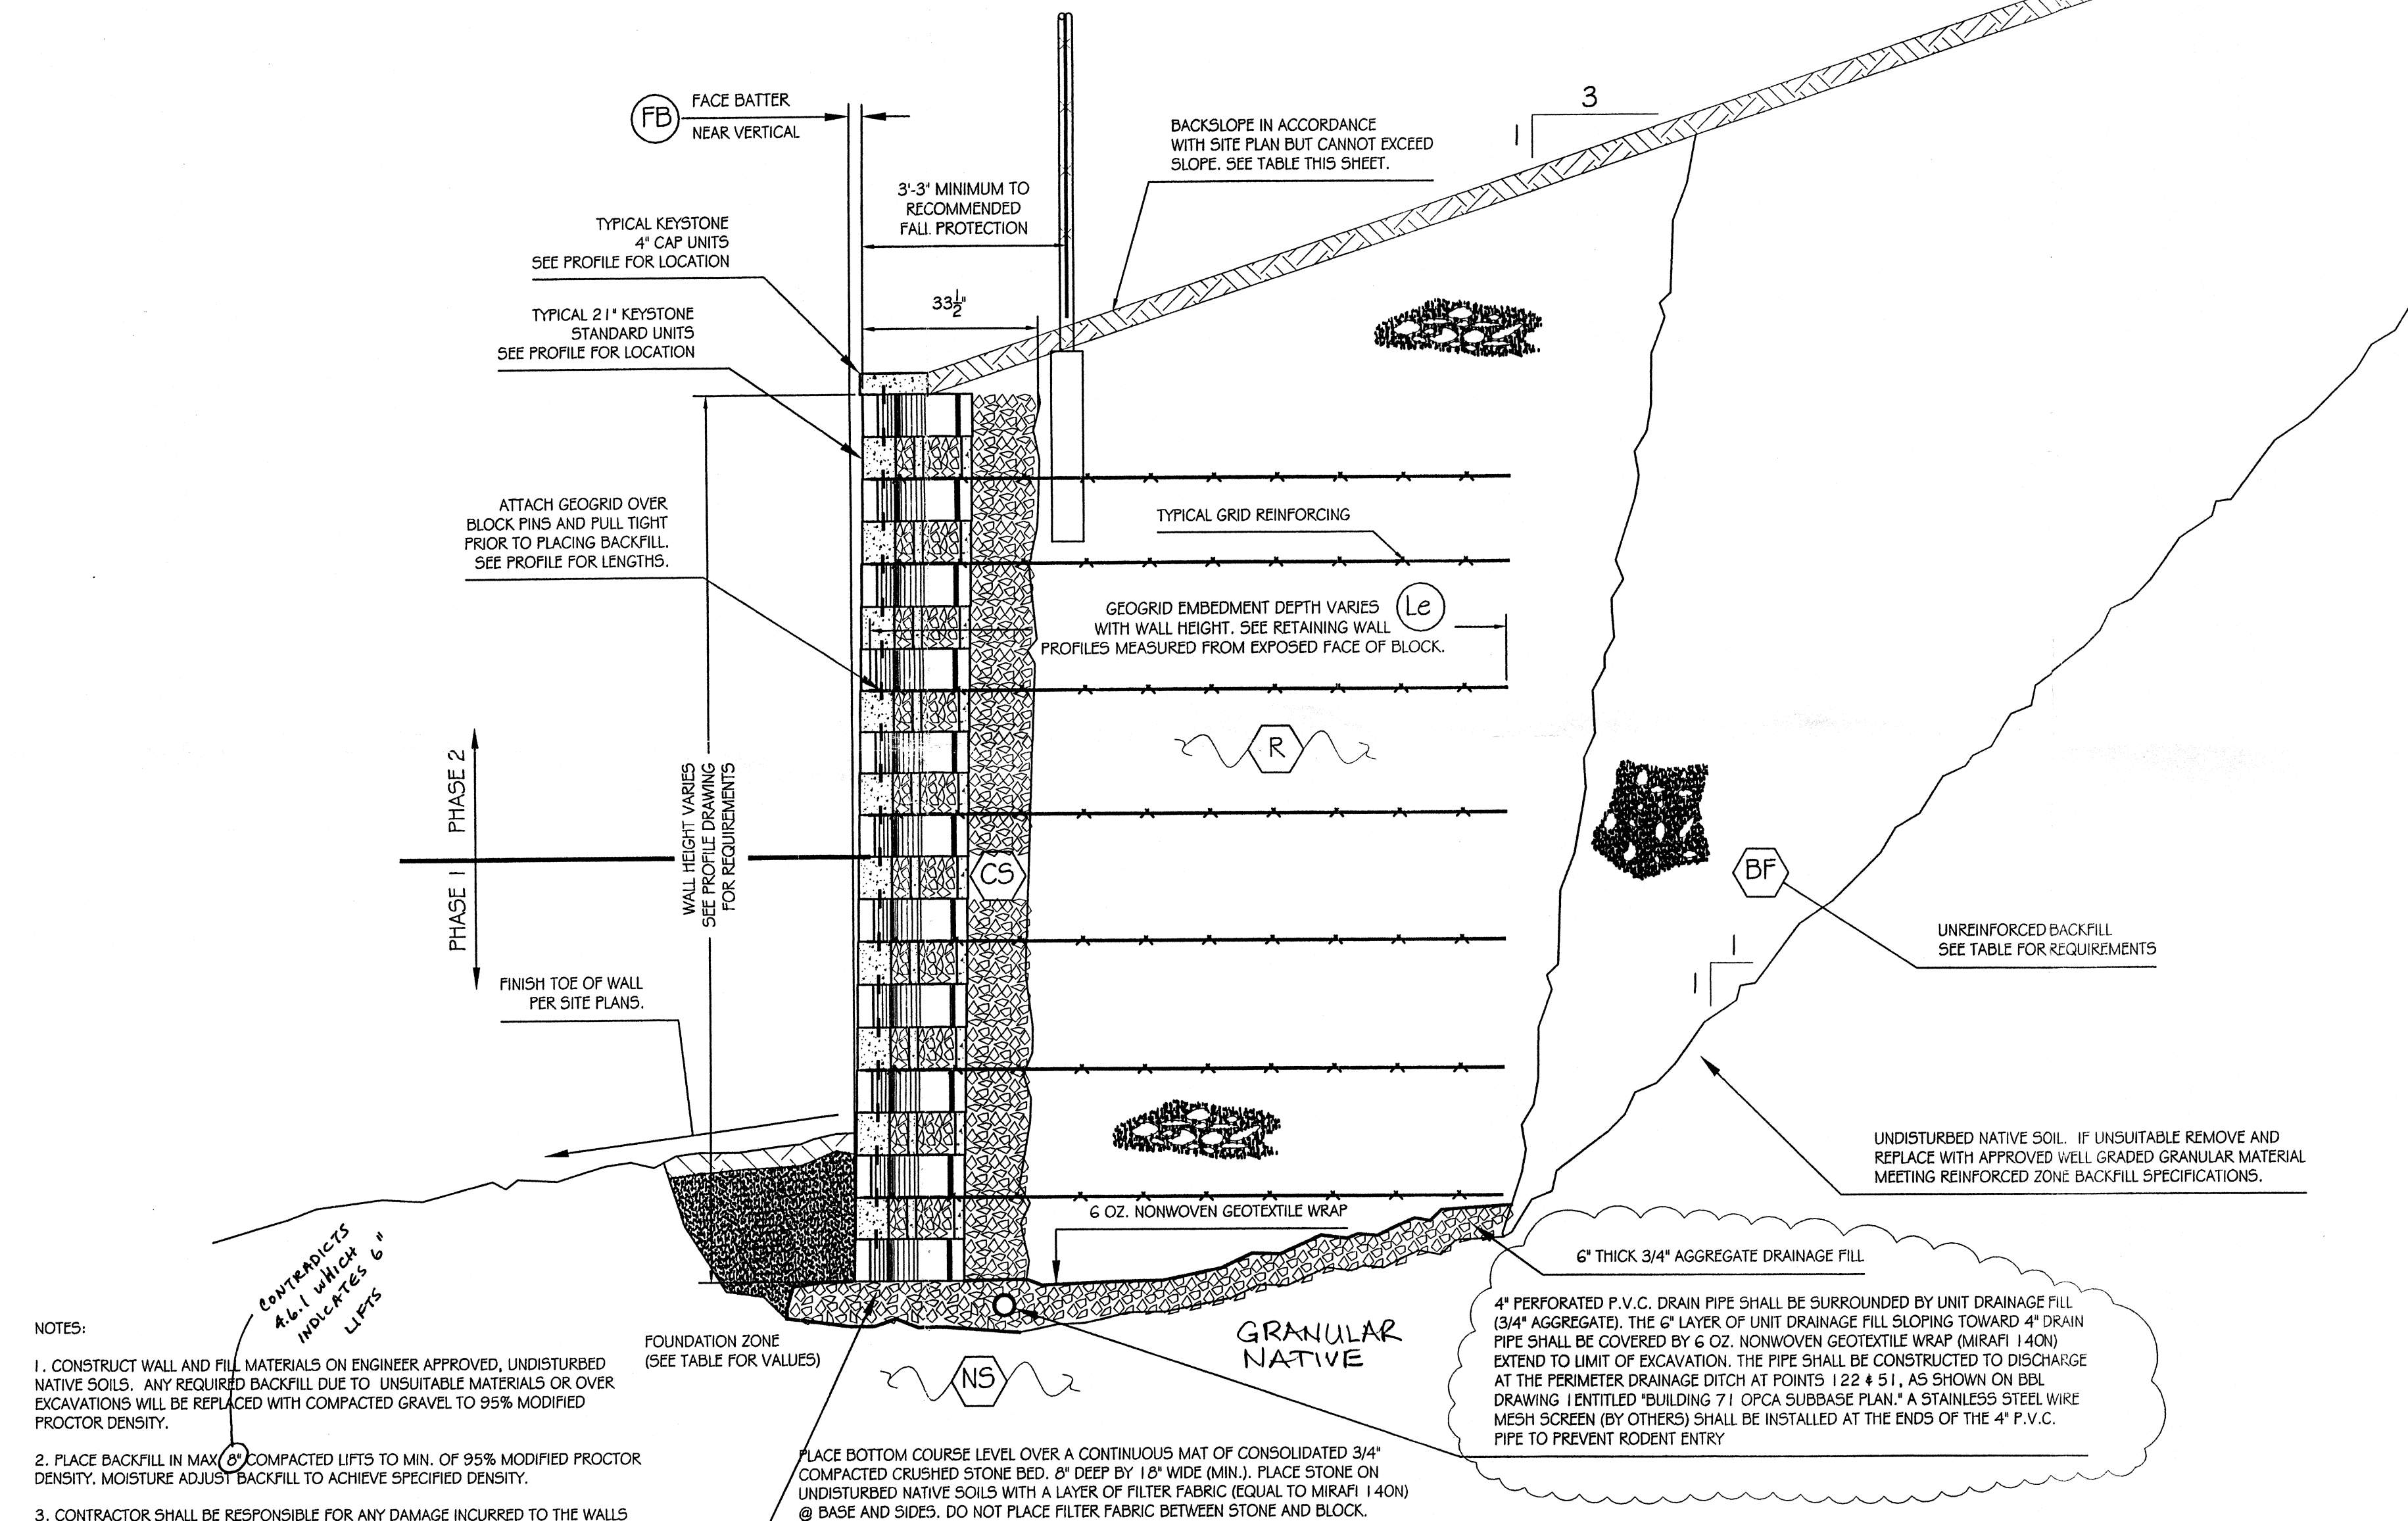 FB
FACE BATTER
NEAR VERTICAL
3'-3" MINIMUM TO
RECOMMENDED
FALL PROTECTION
BACKSLOPE IN ACCORDANCE
WITH SITE PLAN BUT CANNOT EXCEED
SLOPE. SEE TABLE THIS SHEET.
3
1
TYPICAL KEYSTONE
4" CAP UNITS
SEE PROFILE FOR LOCATION
33 1/2"
TYPICAL 21" KEYSTONE
STANDARD UNITS
SEE PROFILE FOR LOCATION
ATTACH GEOGRID OVER
BLOCK PINS AND PULL TIGHT
PRIOR TO PLACING BACKFILL.
SEE PROFILE FOR LENGTHS.
TYPICAL GRID REINFORCING
GEOGRID EMBEDMENT DEPTH VARIES
WITH WALL HEIGHT. SEE RETAINING WALL
PROFILES MEASURED FROM EXPOSED FACE OF BLOCK.
Le
R
PHASE 1
PHASE 2
WALL HEIGHT VARIES
SEE PROFILE DRAWING
FOR REQUIREMENTS
CS
BF
UNREINFORCED BACKFILL
SEE TABLE FOR REQUIREMENTS
1
1
FINISH TOE OF WALL
PER SITE PLANS.
UNDISTURBED NATIVE SOIL. IF UNSUITABLE REMOVE AND
REPLACE WITH APPROVED WELL GRADED GRANULAR MATERIAL
MEETING REINFORCED ZONE BACKFILL SPECIFICATIONS.
6 OZ. NONWOVEN GEOTEXTILE WRAP
6" THICK 3/4" AGGREGATE DRAINAGE FILL
4" PERFORATED P.V.C. DRAIN PIPE SHALL BE SURROUNDED BY UNIT DRAINAGE FILL
(3/4" AGGREGATE). THE 6" LAYER OF UNIT DRAINAGE FILL SLOPING TOWARD 4" DRAIN
PIPE SHALL BE COVERED BY 6 OZ. NONWOVEN GEOTEXTILE WRAP (MIRAFI 140N)
EXTEND TO LIMIT OF EXCAVATION. THE PIPE SHALL BE CONSTRUCTED TO DISCHARGE
AT THE PERIMETER DRAINAGE DITCH AT POINTS 122 & 51, AS SHOWN ON BBL
DRAWING 1 ENTITLED "BUILDING 71 OPCA SUBBASE PLAN." A STAINLESS STEEL WIRE
MESH SCREEN (BY OTHERS) SHALL BE INSTALLED AT THE ENDS OF THE 4" P.V.C.
PIPE TO PREVENT RODENT ENTRY
CONTRADICTS
4.6.1 WHICH
INDICATES 6"
LIFTS
GRANULAR
NATIVE
FOUNDATION ZONE
(SEE TABLE FOR VALUES)
NS
NOTES:
1. CONSTRUCT WALL AND FILL MATERIALS ON ENGINEER APPROVED, UNDISTURBED
NATIVE SOILS. ANY REQUIRED BACKFILL DUE TO UNSUITABLE MATERIALS OR OVER
EXCAVATIONS WILL BE REPLACED WITH COMPACTED GRAVEL TO 95% MODIFIED
PROCTOR DENSITY.
2. PLACE BACKFILL IN MAX 8" COMPACTED LIFTS TO MIN. OF 95% MODIFIED PROCTOR
DENSITY. MOISTURE ADJUST BACKFILL TO ACHIEVE SPECIFIED DENSITY.
3. CONTRACTOR SHALL BE RESPONSIBLE FOR ANY DAMAGE INCURRED TO THE WALLS
PLACE BOTTOM COURSE LEVEL OVER A CONTINUOUS MAT OF CONSOLIDATED 3/4"
COMPACTED CRUSHED STONE BED. 8" DEEP BY 18" WIDE (MIN.). PLACE STONE ON
UNDISTURBED NATIVE SOILS WITH A LAYER OF FILTER FABRIC (EQUAL TO MIRAFI 140N)
@ BASE AND SIDES. DO NOT PLACE FILTER FABRIC BETWEEN STONE AND BLOCK.